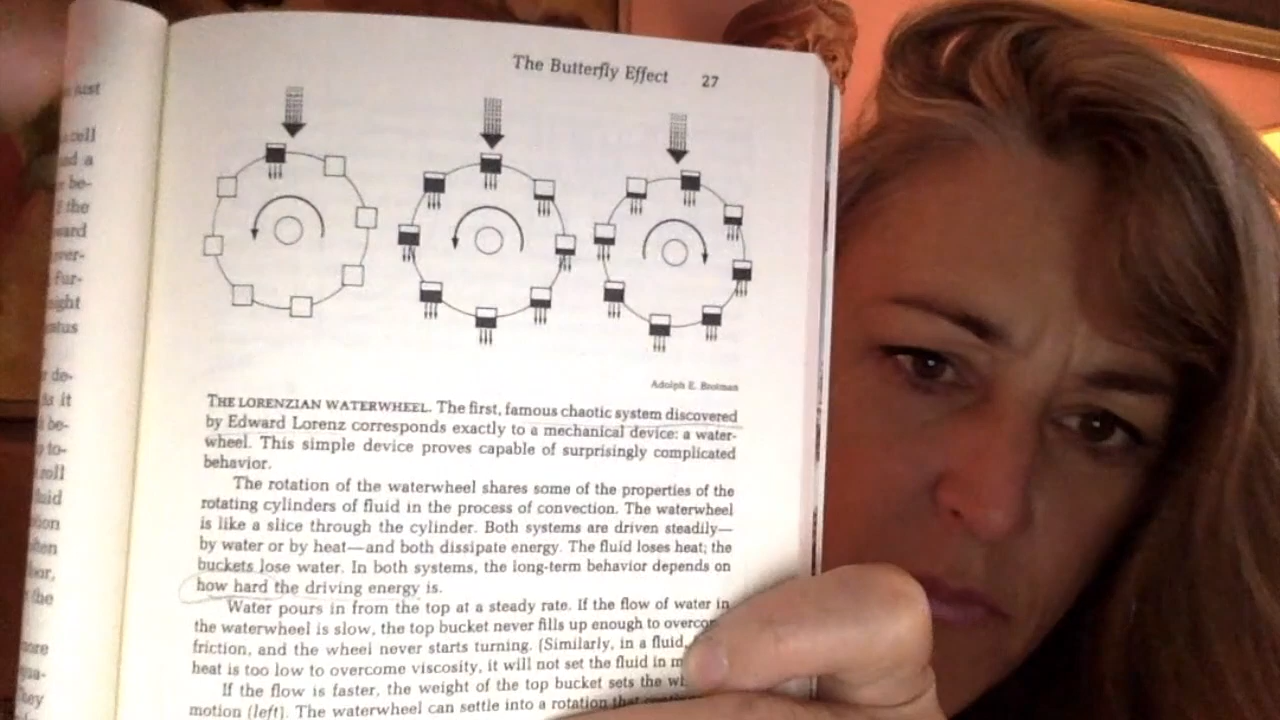 The Butterfly Effect 27
Adolph E. Brotman
THE LORENZIAN WATERWHEEL. The first, famous chaotic system discovered
by Edward Lorenz corresponds exactly to a mechanical device: a water-
wheel. This simple device proves capable of surprisingly complicated
behavior.
The rotation of the waterwheel shares some of the properties of the
rotating cylinders of fluid in the process of convection. The waterwheel
is like a slice through the cylinder. Both systems are driven steadily—
by water or by heat—and both dissipate energy. The fluid loses heat; the
buckets lose water. In both systems, the long-term behavior depends on
how hard the driving energy is.
Water pours in from the top at a steady rate. If the flow of water in
the waterwheel is slow, the top bucket never fills up enough to
friction, and the wheel never starts turning. (Similarly, in a fluid,
heat is too low to overcome viscosity, it will not set the fluid in
If the flow is faster, the weight of the top bucket sets the
motion (left). The waterwheel can settle into a rotation that